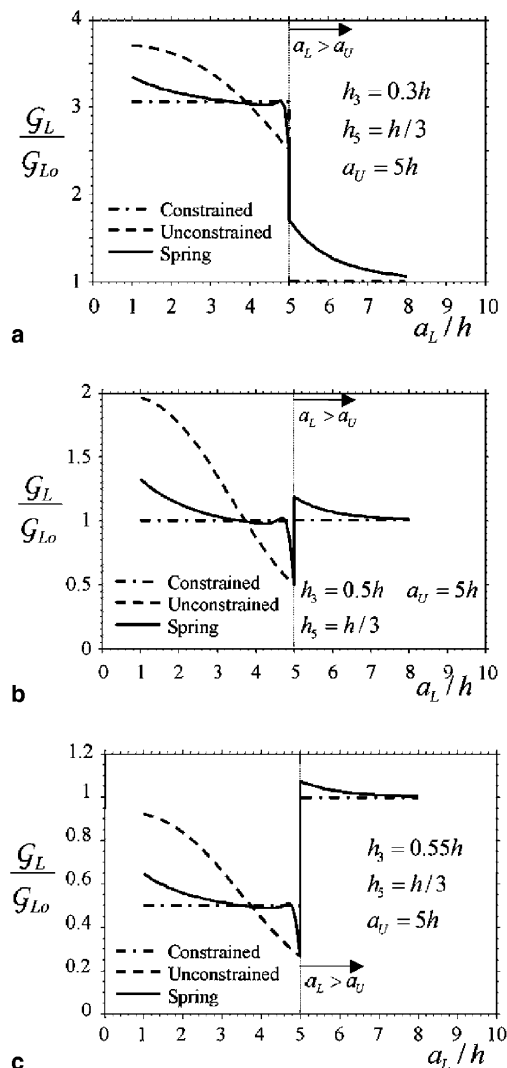 4
3
2
1
G_L
G_Lo
a_L > a_U
h_3 = 0.3h
h_5 = h/3
a_U = 5h
Constrained
Unconstrained
Spring
0 1 2 3 4 5 6 7 8 9 10
a_L / h
a
2
1.5
1
0.5
0
G_L
G_Lo
a_L > a_U
Constrained
Unconstrained
Spring
h_3 = 0.5h a_U = 5h
h_5 = h/3
0 1 2 3 4 5 6 7 8 9 10
a_L / h
b
1.2
1
0.8
0.6
0.4
0.2
0
G_L
G_Lo
h_3 = 0.55h
h_5 = h/3
a_U = 5h
Constrained
Unconstrained
Spring
a_L > a_U
0 1 2 3 4 5 6 7 8 9 10
a_L / h
c